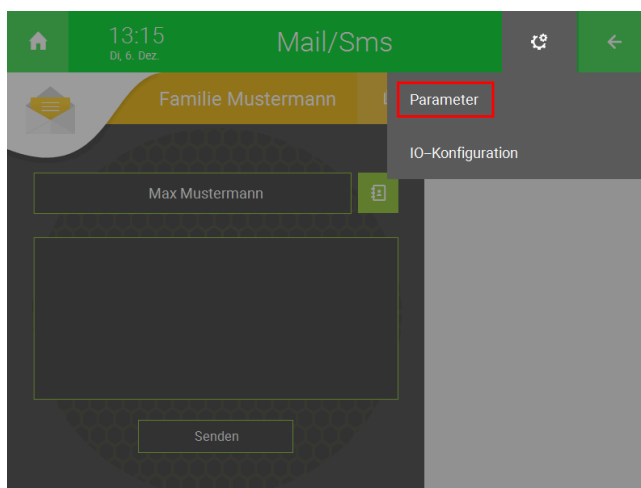 13:15
Di, 6. Dez.
Mail/Sms
Familie Mustermann
Parameter
IO-Konfiguration
Max Mustermann
Senden